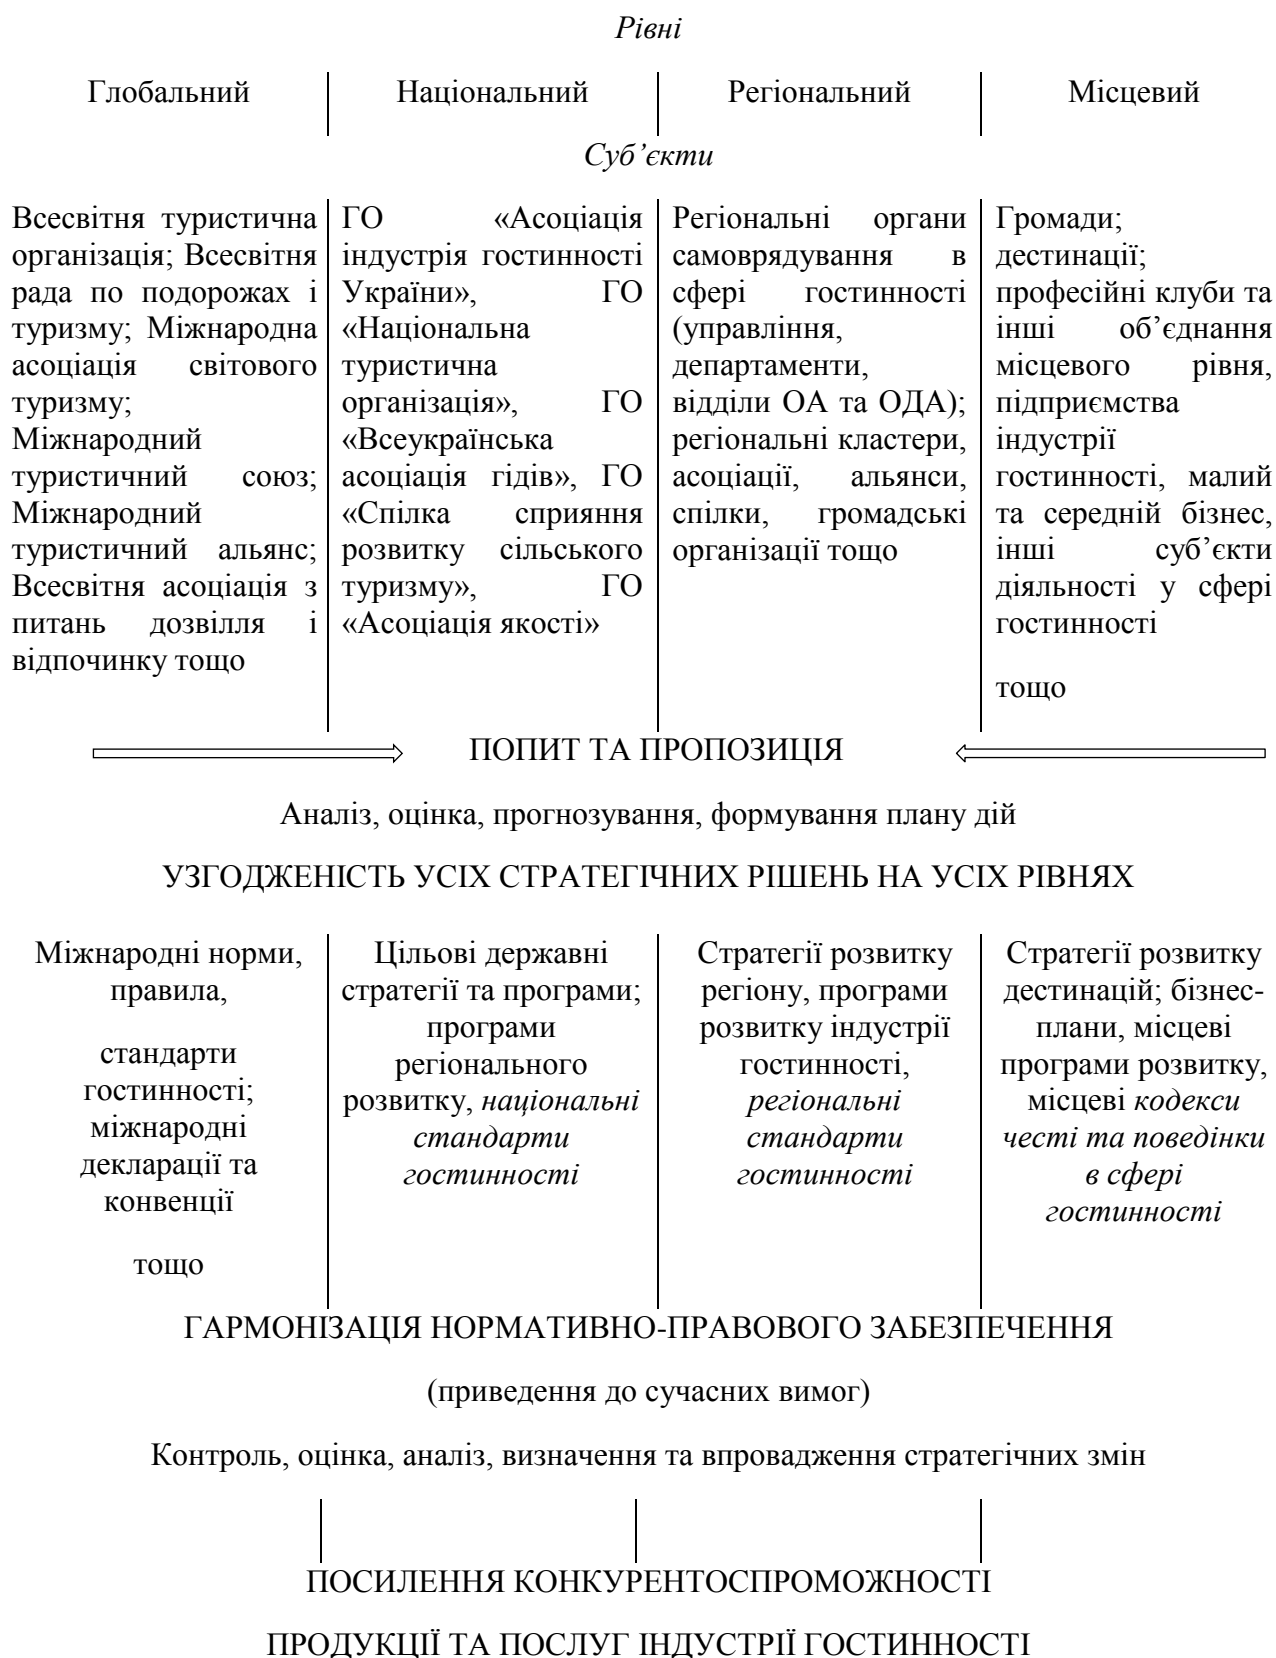 Рівні
Глобальний
Національний
Регіональний
Місцевий
Суб’єкти
Всесвітня туристична
організація; Всесвітня
рада по подорожах і
туризму; Міжнародна
асоціація світового
туризму;
Міжнародний
туристичний союз;
Міжнародний
туристичний альянс;
Всесвітня асоціація з
питань дозвілля і
відпочинку тощо
ГО «Асоціація
індустрія гостинності
України», ГО
«Національна
туристична
організація», ГО
«Всеукраїнська
асоціація гідів», ГО
«Спілка сприяння
розвитку сільського
туризму», ГО
«Асоціація якості»
Регіональні органи
самоврядування в
сфері гостинності
(управління,
департаменти,
відділи ОА та ОДА);
регіональні кластери,
асоціації, альянси,
спілки, громадські
організації тощо
Громади;
дестинації;
професійні клуби та
інші об’єднання
місцевого рівня,
підприємства
індустрії
гостинності, малий
та середній бізнес,
інші суб’єкти
діяльності у сфері
гостинності
тощо
ПОПИТ ТА ПРОПОЗИЦІЯ
Аналіз, оцінка, прогнозування, формування плану дій
УЗГОДЖЕНІСТЬ УСІХ СТРАТЕГІЧНИХ РІШЕНЬ НА УСІХ РІВНЯХ
Міжнародні норми,
правила,
стандарти
гостинності;
міжнародні
декларації та
конвенції
тощо
Цільові державні
стратегії та програми;
програми
регіонального
розвитку, національні
стандарти
гостинності
Стратегії розвитку
регіону, програми
розвитку індустрії
гостинності,
регіональні
стандарти
гостинності
Стратегії розвитку
дестинацій; бізнес-
плани, місцеві
програми розвитку,
місцеві кодекси
честі та поведінки
в сфері
гостинності
ГАРМОНІЗАЦІЯ НОРМАТИВНО-ПРАВОВОГО ЗАБЕЗПЕЧЕННЯ
(приведення до сучасних вимог)
Контроль, оцінка, аналіз, визначення та впровадження стратегічних змін
ПОСИЛЕННЯ КОНКУРЕНТОСПРОМОЖНОСТІ
ПРОДУКЦІЇ ТА ПОСЛУГ ІНДУСТРІЇ ГОСТИННОСТІ